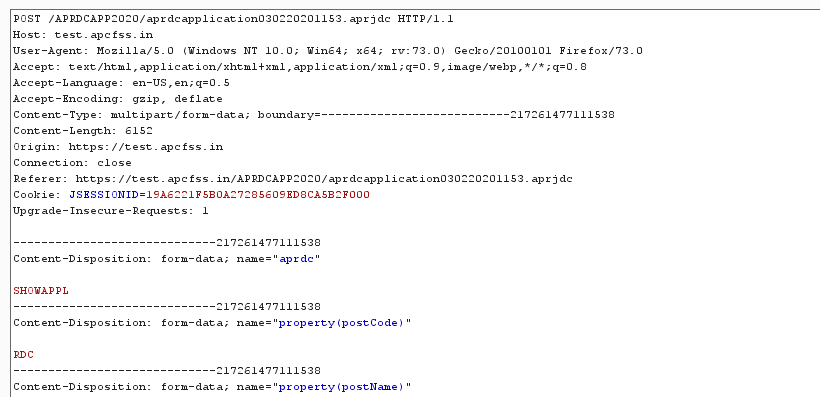 POST /APRDCAPP2020/aprdcapplication030220201153.aprjdc HTTP/1.1
Host: test.apcfss.in
User-Agent: Mozilla/5.0 (Windows NT 10.0; Win64; x64; rv:73.0) Gecko/20100101 Firefox/73.0
Accept: text/html,application/xhtml+xml,application/xml;q=0.9,image/webp,*/*;q=0.8
Accept-Language: en-US,en;q=0.5
Accept-Encoding: gzip, deflate
Content-Type: multipart/form-data; boundary=---------------------------217261477111538
Content-Length: 6152
Origin: https://test.apcfss.in
Connection: close
Referer: https://test.apcfss.in/APRDCAPP2020/aprdcapplication030220201153.aprjdc
Cookie: JSESSIONID=19A6221F5B0A27285609ED8CA5B2F000
Upgrade-Insecure-Requests: 1
-----------------------------217261477111538
Content-Disposition: form-data; name="aprdc"
SHOWAPPL
-----------------------------217261477111538
Content-Disposition: form-data; name="property(postCode)"
RDC
-----------------------------217261477111538
Content-Disposition: form-data; name="property(postName)"